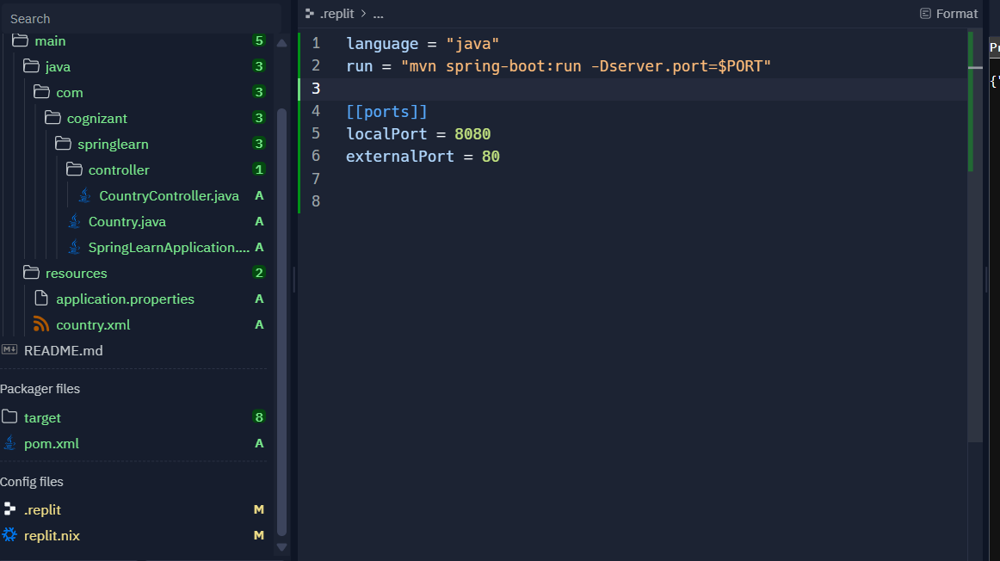 Search
main 5
java 3
com 3
cognizant 3
springlearn 3
controller 1
CountryController.java A
Country.java A
SpringLearnApplication.... A
resources 2
application.properties A
country.xml A
M↓ README.md
Packager files
target 8
pom.xml A
Config files
.replit M
replit.nix M
.replit > ...
Format
1 language = "java"
2 run = "mvn spring-boot:run -Dserver.port=$PORT"
3
4 [[ports]]
5 localPort = 8080
6 externalPort = 80
7
8